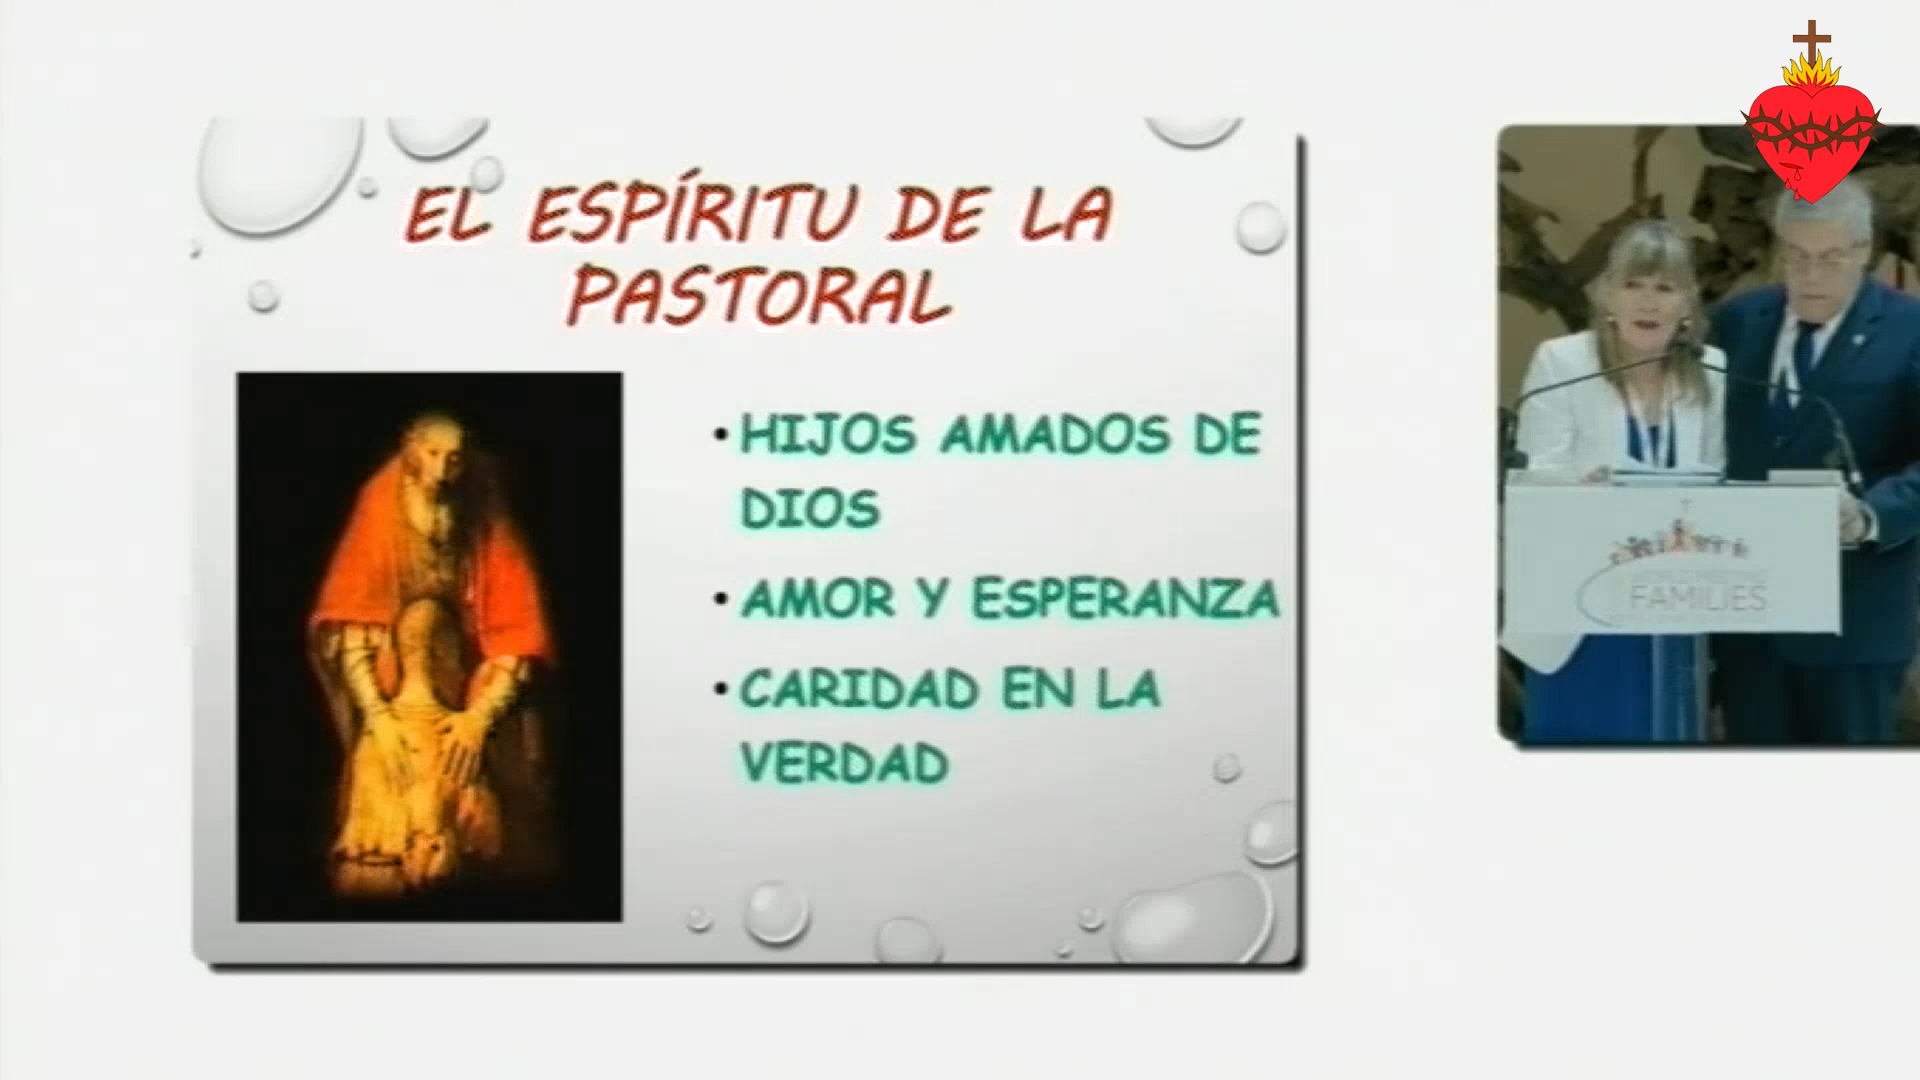 EL ESPÍRITU DE LA
PASTORAL
• HIJOS AMADOS DE
DIOS
• AMOR Y ESPERANZA
• CARIDAD EN LA
VERDAD
FAMILIES